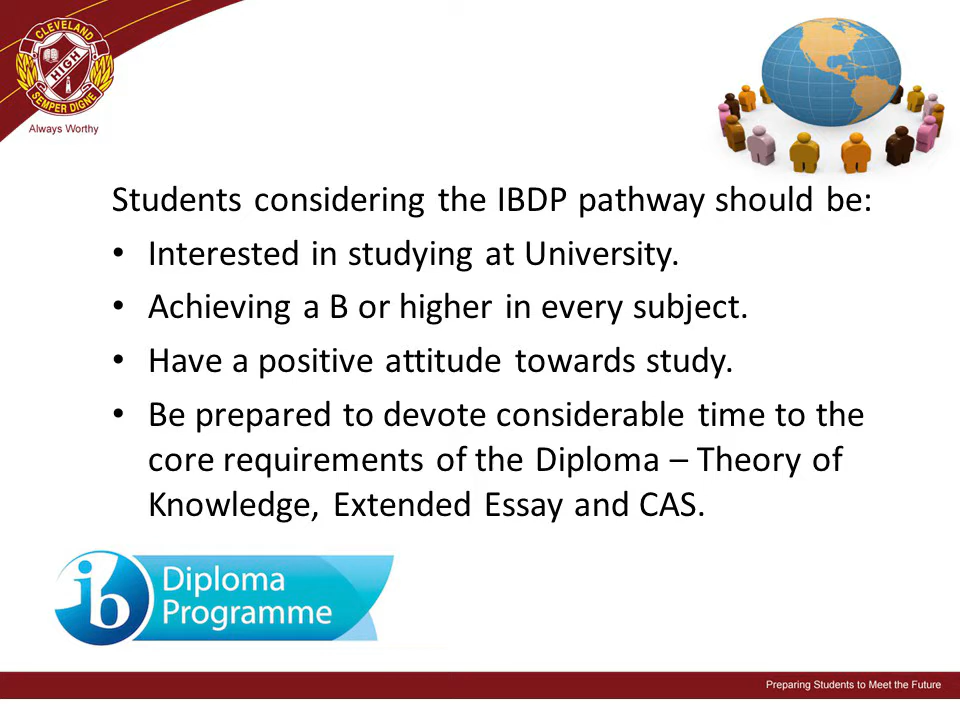 CLEVELAND
HIGH
SEMPER DIGNE
Always Worthy
Students considering the IBDP pathway should be:
• Interested in studying at University.
• Achieving a B or higher in every subject.
• Have a positive attitude towards study.
• Be prepared to devote considerable time to the
core requirements of the Diploma – Theory of
Knowledge, Extended Essay and CAS.
ib
Diploma
Programme
Preparing Students to Meet the Future